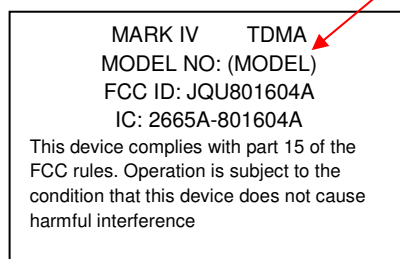 MARK IV TDMA
MODEL NO: (MODEL)
FCC ID: JQU801604A
IC: 2665A-801604A
This device complies with part 15 of the
FCC rules. Operation is subject to the
condition that this device does not cause
harmful interference